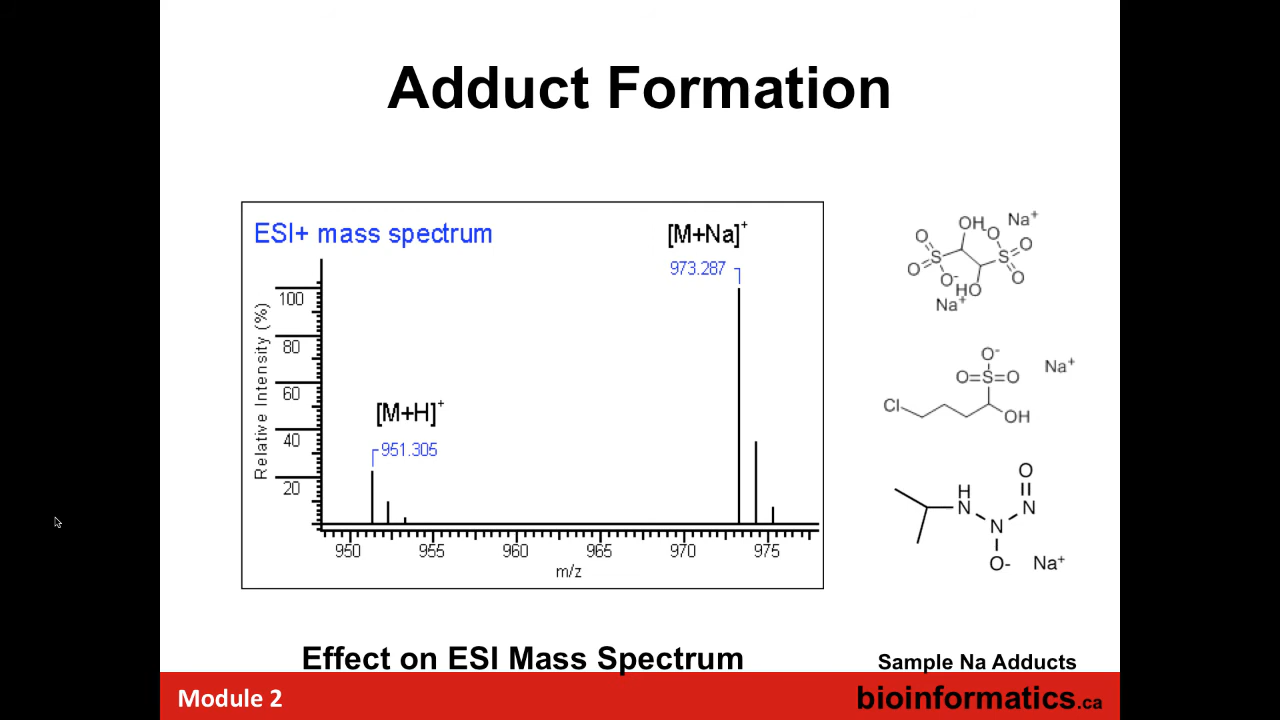 Adduct Formation
ESI+ mass spectrum
[M+Na]+
973.287
[M+H]+
951.305
Relative Intensity (%)
100
80
60
40
20
950 955 960 965 970 975
m/z
OH Na+
O O O
S S
O O- O
HO
Na+
O-
O=S=O Na+
Cl OH
O
H
N N
N
O- Na+
Effect on ESI Mass Spectrum
Sample Na Adducts
Module 2
bioinformatics.ca